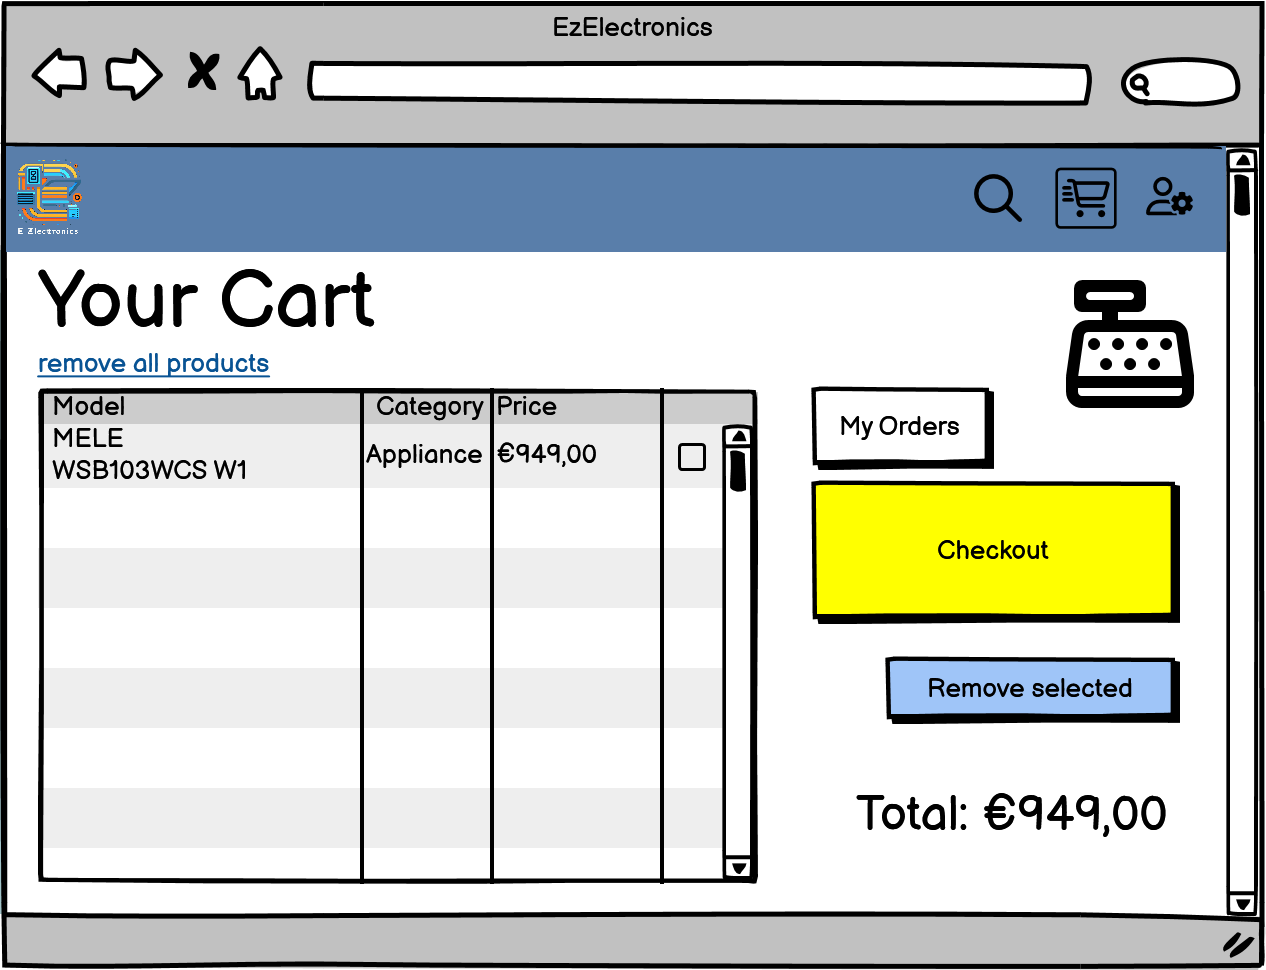 EzElectronics
E Zlectronics
Your Cart
remove all products
Model Category Price
MELE
WSB103WCS W1 Appliance €949,00
My Orders
Checkout
Remove selected
Total: €949,00